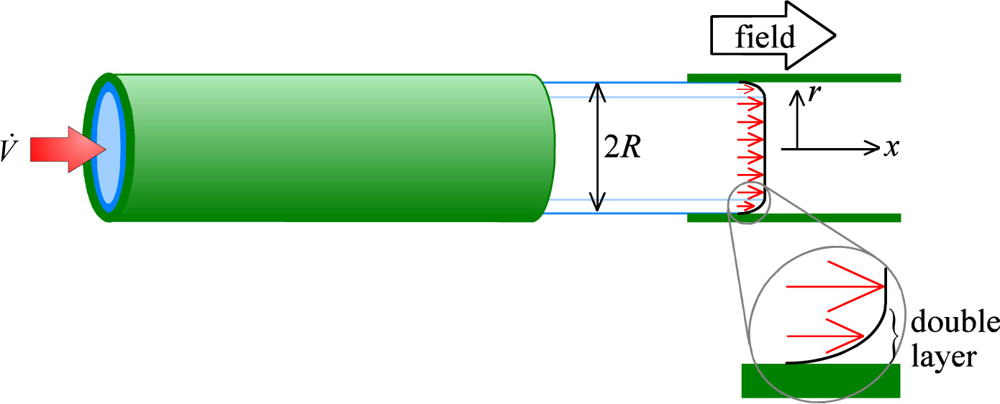 field
r
V̇
2R
x
double
layer